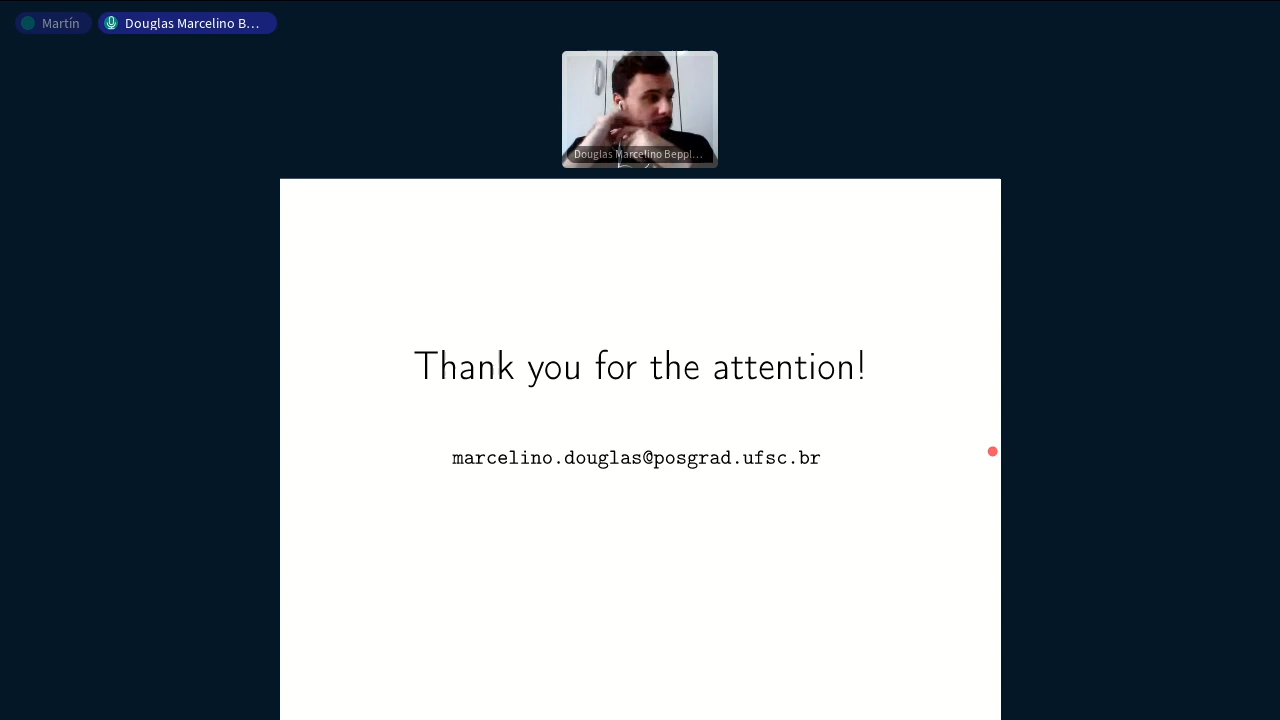 Martín
Douglas Marcelino B...
Douglas Marcelino Beppl...
Thank you for the attention!
marcelino.douglas@posgrad.ufsc.br